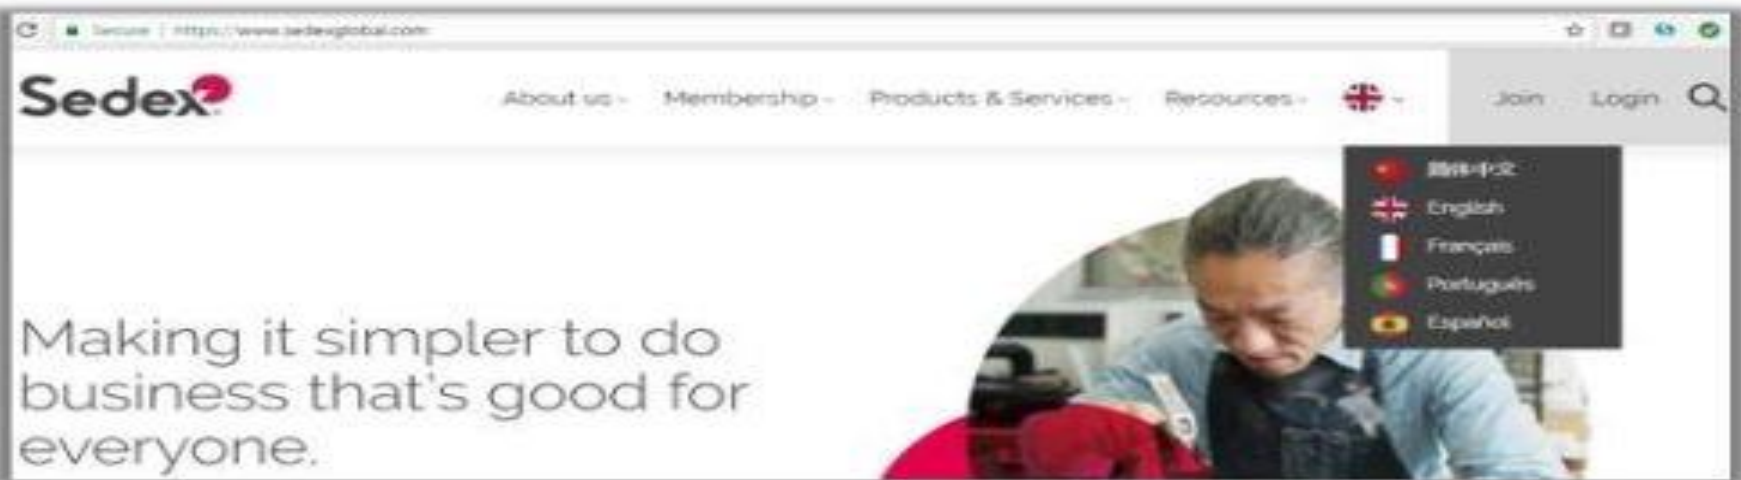 Secure | https://www.sedexglobal.com
Sedex
About us Membership Products & Services Resources Join Login
简体中文
English
Français
Português
Español
Making it simpler to do
business that's good for
everyone.